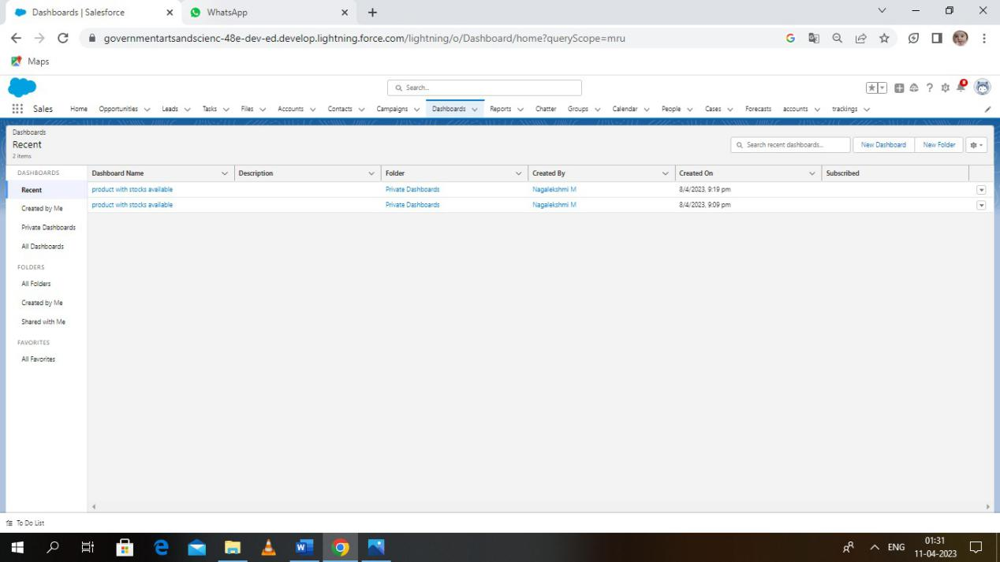 Dashboards | Salesforce
WhatsApp
governmentartsandscienc-48e-dev-ed.develop.lightning.force.com/lightning/o/Dashboard/home?queryScope=mru
Maps
Search...
Sales Home Opportunities Leads Tasks Files Accounts Contacts Campaigns Dashboards Reports Chatter Groups Calendar People Cases Forecasts accounts trackings
Dashboards
Recent
2 items
Search recent dashboards...
New Dashboard
New Folder
DASHBOARDS
Recent
Created by Me
Private Dashboards
All Dashboards
FOLDERS
All Folders
Created by Me
Shared with Me
FAVORITES
All Favorites
Dashboard Name Description Folder Created By Created On Subscribed
product with stocks available Private Dashboards Nagalekshmi M 8/4/2023, 9:19 pm
product with stocks available Private Dashboards Nagalekshmi M 8/4/2023, 9:09 pm
To Do List
ENG
01:31
11-04-2023